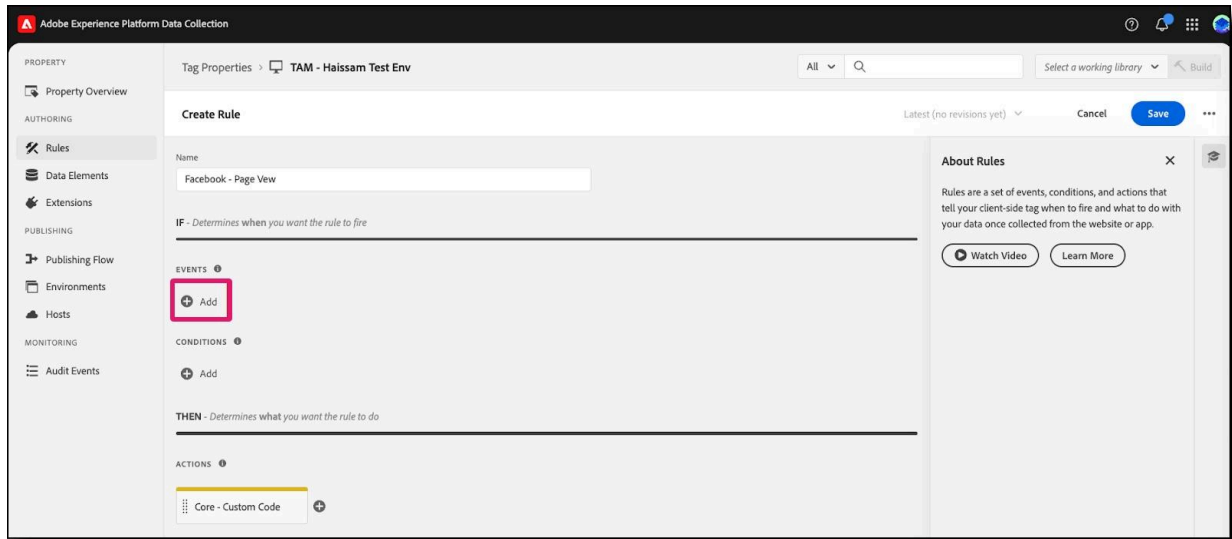 Adobe Experience Platform Data Collection
PROPERTY
Property Overview
AUTHORING
Rules
Data Elements
Extensions
PUBLISHING
Publishing Flow
Environments
Hosts
MONITORING
Audit Events
Tag Properties > TAM - Haissam Test Env
All
Select a working library
Build
Create Rule
Latest (no revisions yet)
Cancel
Save
Name
Facebook - Page Vew
IF - Determines when you want the rule to fire
EVENTS
Add
CONDITIONS
Add
THEN - Determines what you want the rule to do
ACTIONS
Core - Custom Code
About Rules
Rules are a set of events, conditions, and actions that
tell your client-side tag when to fire and what to do with
your data once collected from the website or app.
Watch Video
Learn More